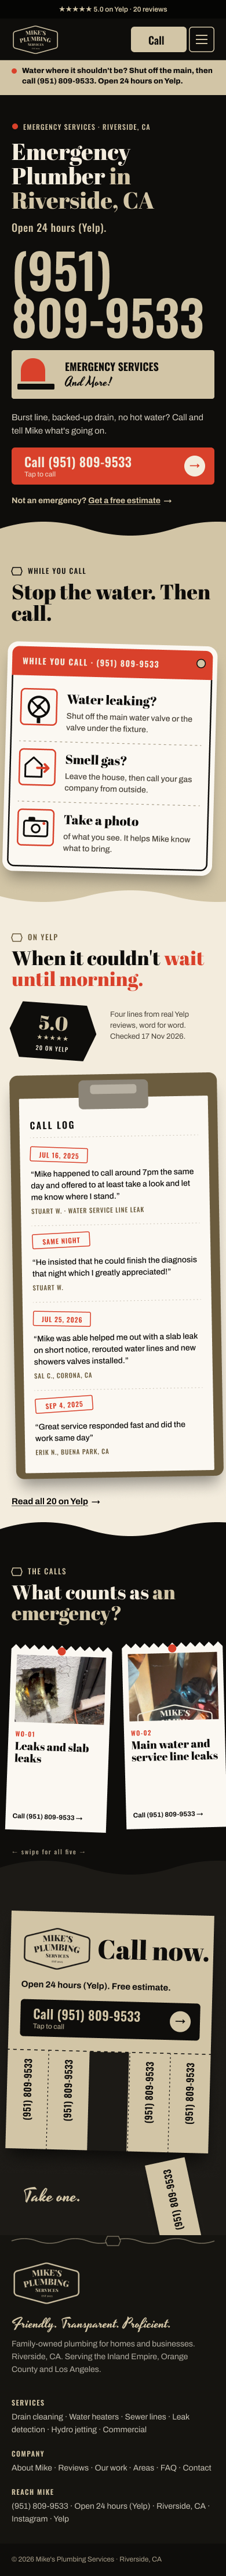 ★★★★★ 5.0 on Yelp · 20 reviews
MIKE'S
PLUMBING
SERVICES
Call
Water where it shouldn't be? Shut off the main, then
call (951) 809-9533. Open 24 hours (Yelp).
EMERGENCY SERVICES · RIVERSIDE, CA
Emergency
Plumber in
Riverside, CA
Open 24 hours (Yelp).
(951)
809-9533
EMERGENCY SERVICES
And More!
Burst line, backed-up drain, no hot water? Call and
tell Mike what's going on.
Call (951) 809-9533
Tap to call
→
Not an emergency? Get a free estimate →
WHILE YOU CALL
Stop the water. Then
call.
WHILE YOU CALL · (951) 809-9533
Water leaking?
Shut off the main water valve or the
valve under the fixture.
Smell gas?
Leave the house, then call your gas
company from outside.
Take a photo
of what you see. It helps Mike know
what to bring.
ON YELP
When it couldn't wait
until morning.
5.0
★★★★★
20 ON YELP
Four lines from real Yelp
reviews, word for word.
Checked 17 Nov 2026.
CALL LOG
JUL 16, 2025
“Mike happened to call around 7pm the same
day and offered to at least take a look and let
me know where I stand.”
STUART W. · WATER SERVICE LINE LEAK
SAME NIGHT
“He insisted that he could finish the diagnosis
that night which I greatly appreciated!”
STUART W.
JUL 25, 2026
“Mike was able helped me out with a slab leak
on short notice, rerouted water lines and new
showers valves installed.”
SAL C., CORONA, CA
SEP 4, 2025
“Great service responded fast and did the
work same day”
ERIK N., BUENA PARK, CA
Read all 20 on Yelp →
THE CALLS
What counts as an
emergency?
WO-01
Leaks and slab
leaks
Call (951) 809-9533 →
MIKE'S
WO-02
Main water and
service line leaks
Call (951) 809-9533 →
← swipe for all five →
MIKE'S
PLUMBING
SERVICES
Call now.
Open 24 hours (Yelp). Free estimate.
Call (951) 809-9533
Tap to call
→
(951) 809-9533
(951) 809-9533
(951) 809-9533
(951) 809-9533
(951) 809-9533
Take one.
MIKE'S
PLUMBING
SERVICES
Friendly. Transparent. Proficient.
Family-owned plumbing for homes and businesses.
Riverside, CA. Serving the Inland Empire, Orange
County and Los Angeles.
SERVICES
Drain cleaning · Water heaters · Sewer lines · Leak
detection · Hydro jetting · Commercial
COMPANY
About Mike · Reviews · Our work · Areas · FAQ · Contact
REACH MIKE
(951) 809-9533 · Open 24 hours (Yelp) · Riverside, CA ·
Instagram · Yelp
© 2026 Mike's Plumbing Services · Riverside, CA